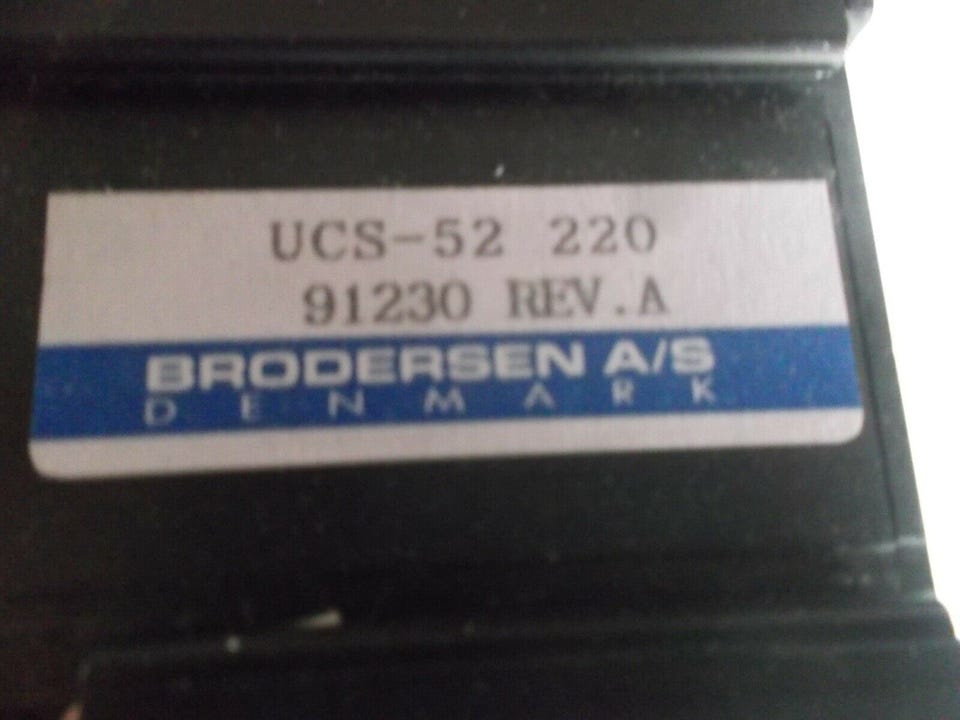 UCS-52 220
91230 REV.A
BRODERSEN A/S
DENMARK